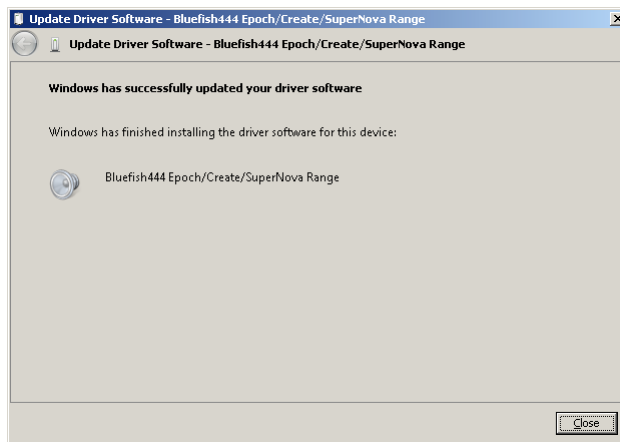 Update Driver Software - Bluefish444 Epoch/Create/SuperNova Range
Update Driver Software - Bluefish444 Epoch/Create/SuperNova Range
Windows has successfully updated your driver software
Windows has finished installing the driver software for this device:
Bluefish444 Epoch/Create/SuperNova Range
Close